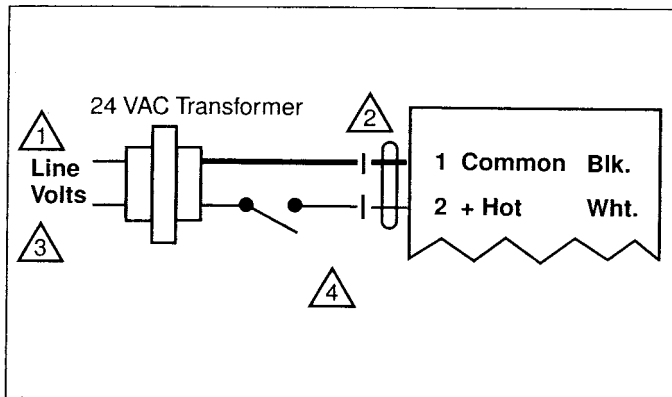 24 VAC Transformer
1
2
Line
Volts
1 Common Blk.
2 + Hot Wht.
3
4